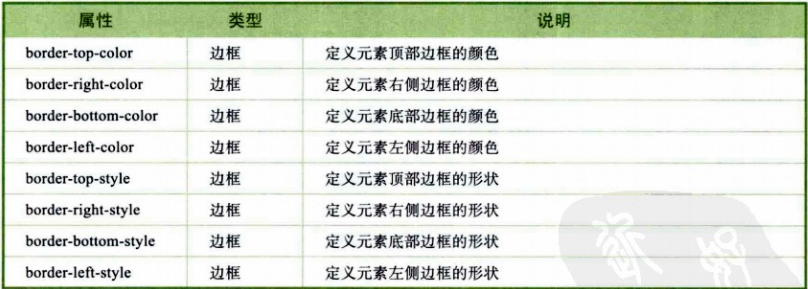 属性 类型 说明
border-top-color 边框 定义元素顶部边框的颜色
border-right-color 边框 定义元素右侧边框的颜色
border-bottom-color 边框 定义元素底部边框的颜色
border-left-color 边框 定义元素左侧边框的颜色
border-top-style 边框 定义元素顶部边框的形状
border-right-style 边框 定义元素右侧边框的形状
border-bottom-style 边框 定义元素底部边框的形状
border-left-style 边框 定义元素左侧边框的形状